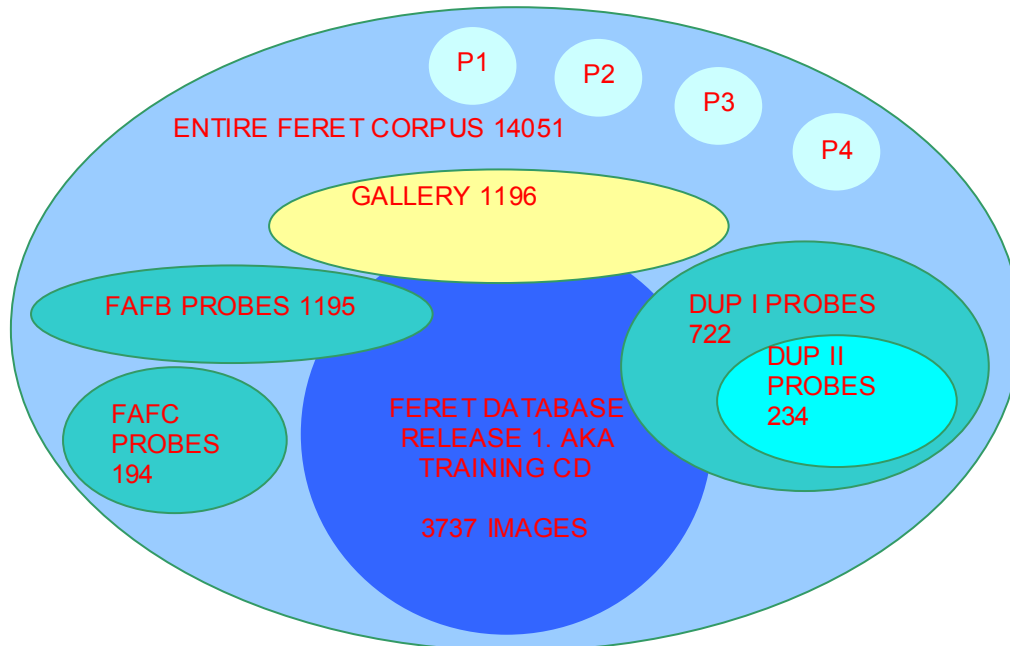 P1
P2
P3
P4
ENTIRE FERET CORPUS 14051
GALLERY 1196
FAFB PROBES 1195
DUP I PROBES
722
DUP II
PROBES
234
FAFC
PROBES
194
FERET DATABASE
RELEASE 1. AKA
TRAINING CD
3737 IMAGES